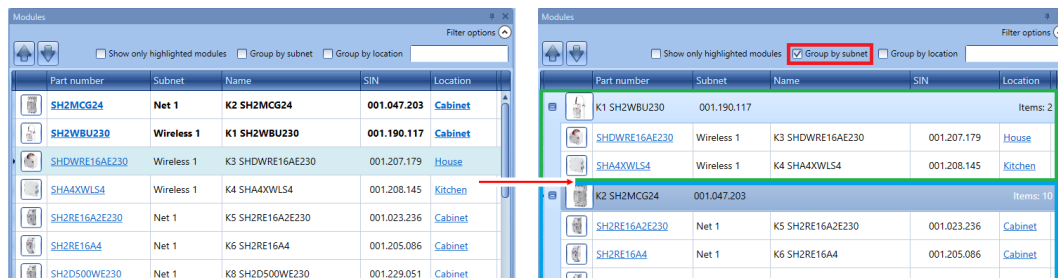 Modules
Filter options
Show only highlighted modules Group by subnet Group by location
Part number Subnet Name SIN Location
SH2MCG24 Net 1 K2 SH2MCG24 001.047.203 Cabinet
SH2WBU230 Wireless 1 K1 SH2WBU230 001.190.117 Cabinet
SHDWRE16AE230 Wireless 1 K3 SHDWRE16AE230 001.207.179 House
SHA4XWLS4 Wireless 1 K4 SHA4XWLS4 001.208.145 Kitchen
SH2RE16A2E230 Net 1 K5 SH2RE16A2E230 001.023.236 Cabinet
SH2RE16A4 Net 1 K6 SH2RE16A4 001.205.086 Cabinet
SH2D500WE230 Net 1 K8 SH2D500WE230 001.229.051 Cabinet
Modules
Filter options
Show only highlighted modules Group by subnet Group by location
Part number Subnet Name SIN Location
K1 SH2WBU230 001.190.117 Items: 2
SHDWRE16AE230 Wireless 1 K3 SHDWRE16AE230 001.207.179 House
SHA4XWLS4 Wireless 1 K4 SHA4XWLS4 001.208.145 Kitchen
K2 SH2MCG24 001.047.203 Items: 10
SH2RE16A2E230 Net 1 K5 SH2RE16A2E230 001.023.236 Cabinet
SH2RE16A4 Net 1 K6 SH2RE16A4 001.205.086 Cabinet